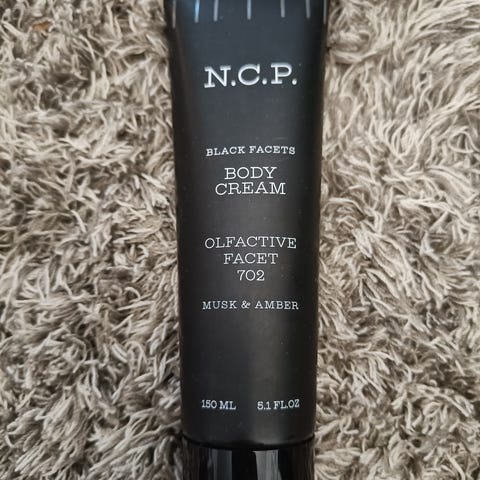 N.C.P.
BLACK FACETS
BODY
CREAM
OLFACTIVE
FACET
702
MUSK & AMBER
150 ML 5.1 FL.OZ